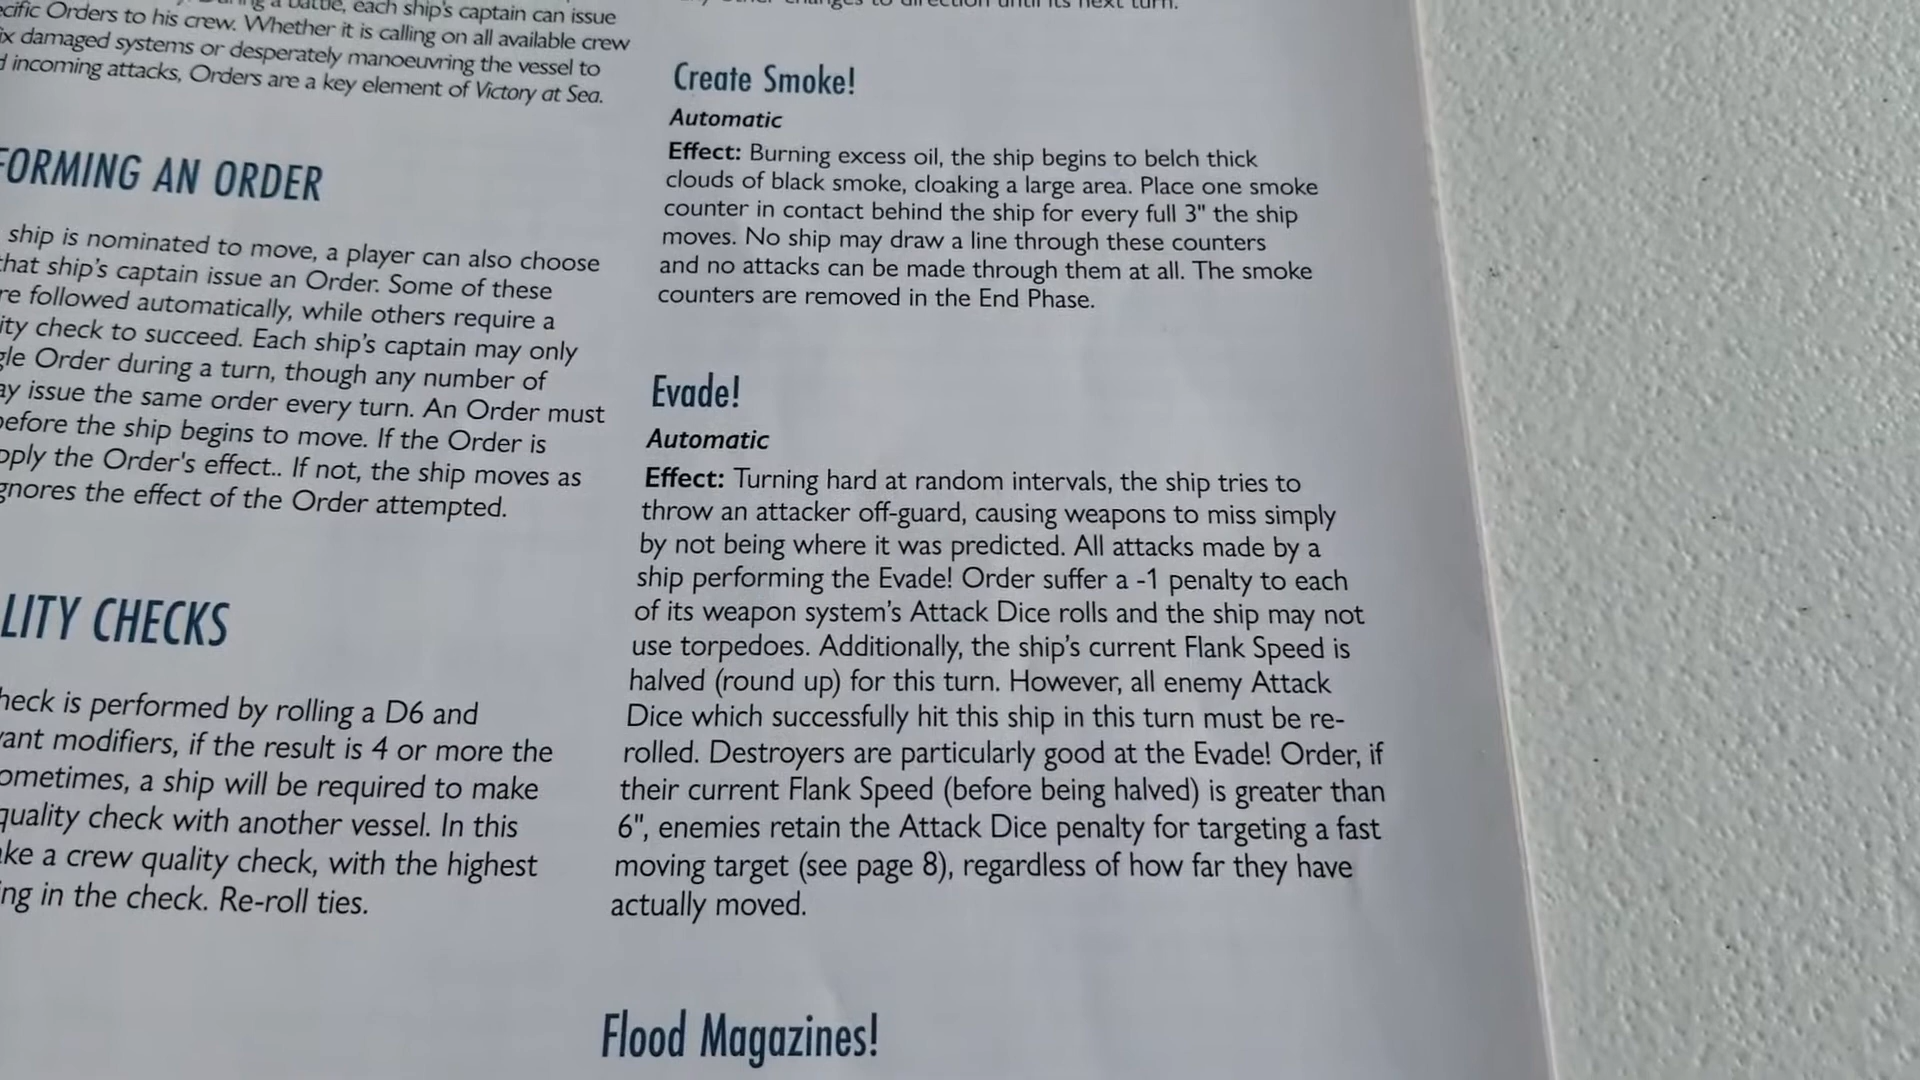 a battle, each ship's captain can issue
Orders to his crew. Whether it is calling on all available crew
damaged systems or desperately manoeuvring the vessel to
incoming attacks, Orders are a key element of Victory at Sea.
FORMING AN ORDER
ship is nominated to move, a player can also choose
that ship's captain issue an Order. Some of these
followed automatically, while others require a
check to succeed. Each ship's captain may only
Order during a turn, though any number of
issue the same order every turn. An Order must
before the ship begins to move. If the Order is
the Order's effect.. If not, the ship moves as
ignores the effect of the Order attempted.
LITY CHECKS
is performed by rolling a D6 and
modifiers, if the result is 4 or more the
a ship will be required to make
quality check with another vessel. In this
a crew quality check, with the highest
in the check. Re-roll ties.
changes to direction until its next turn.
Create Smoke!
Automatic
Effect: Burning excess oil, the ship begins to belch thick
clouds of black smoke, cloaking a large area. Place one smoke
counter in contact behind the ship for every full 3" the ship
moves. No ship may draw a line through these counters
and no attacks can be made through them at all. The smoke
counters are removed in the End Phase.
Evade!
Automatic
Effect: Turning hard at random intervals, the ship tries to
throw an attacker off-guard, causing weapons to miss simply
by not being where it was predicted. All attacks made by a
ship performing the Evade! Order suffer a -1 penalty to each
of its weapon system's Attack Dice rolls and the ship may not
use torpedoes. Additionally, the ship's current Flank Speed is
halved (round up) for this turn. However, all enemy Attack
Dice which successfully hit this ship in this turn must be re-
rolled. Destroyers are particularly good at the Evade! Order, if
their current Flank Speed (before being halved) is greater than
6", enemies retain the Attack Dice penalty for targeting a fast
moving target (see page 8), regardless of how far they have
actually moved.
Flood Magazines!